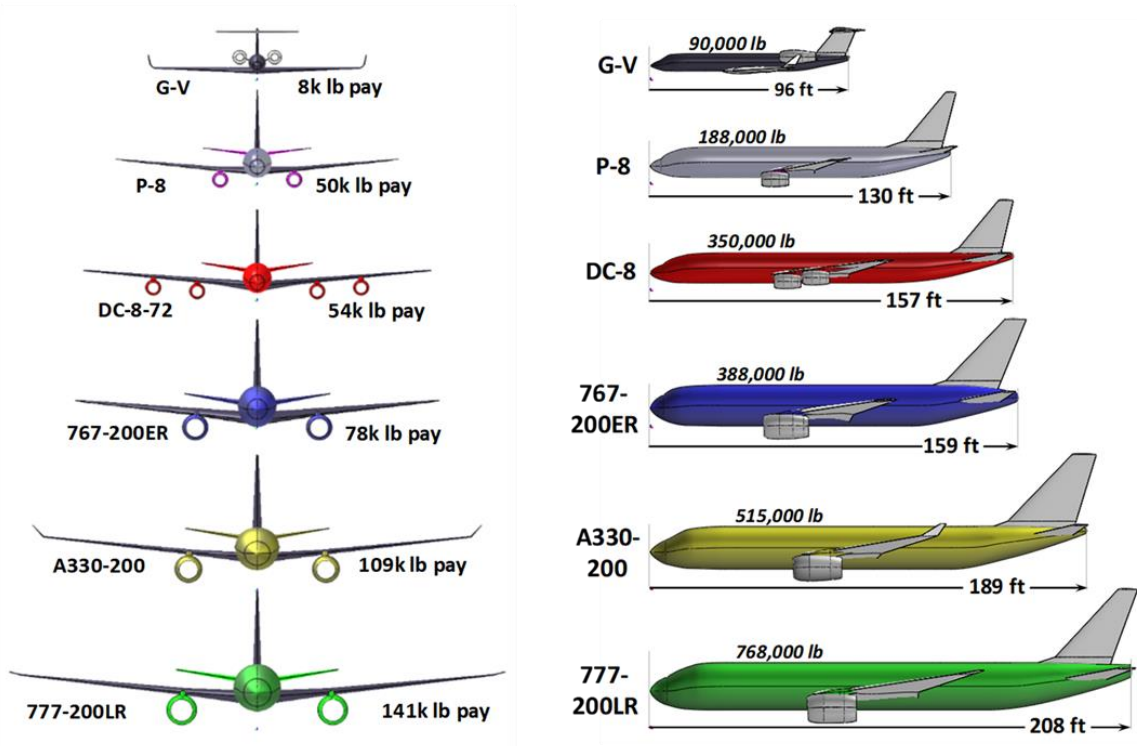 G-V
8k lb pay
P-8
50k lb pay
DC-8-72
54k lb pay
767-200ER
78k lb pay
A330-200
109k lb pay
777-200LR
141k lb pay
90,000 lb
G-V
96 ft
188,000 lb
P-8
130 ft
350,000 lb
DC-8
157 ft
388,000 lb
767-
200ER
159 ft
515,000 lb
A330-
200
189 ft
768,000 lb
777-
200LR
208 ft